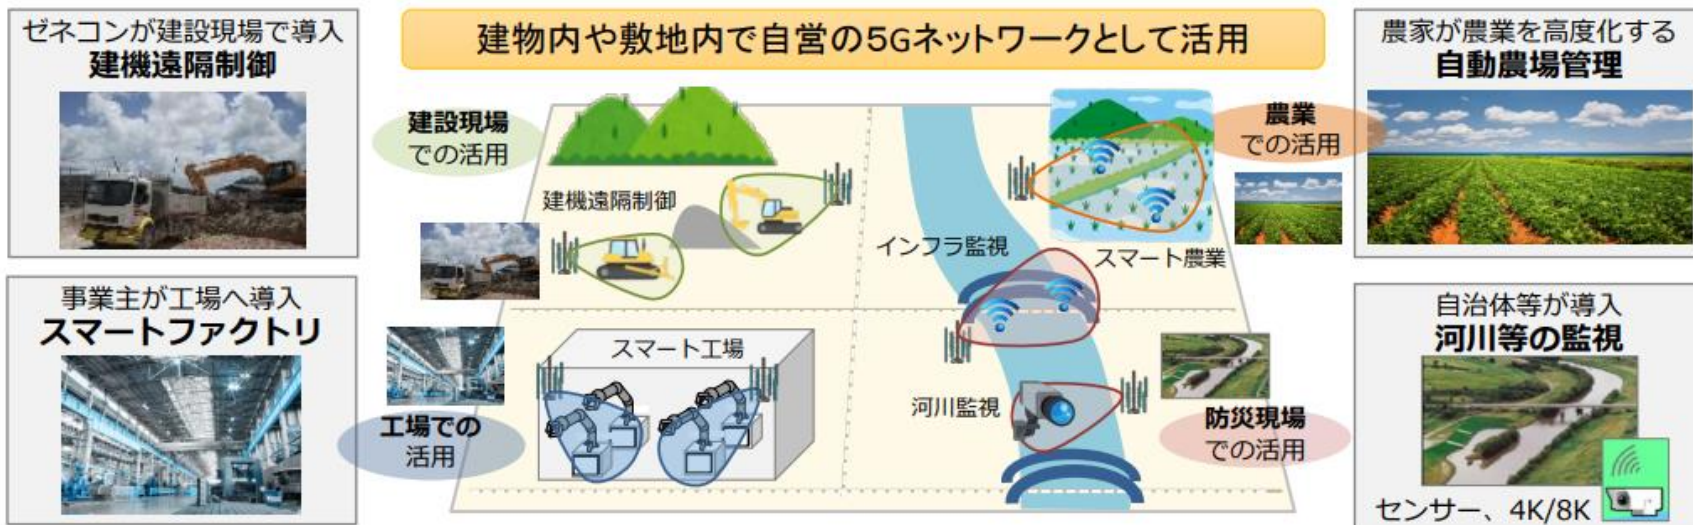 建物内や敷地内で自営の5Gネットワークとして活用
ゼネコンが建設現場で導入
建機遠隔制御
事業主が工場へ導入
スマートファクトリ
建設現場
での活用
建機遠隔制御
スマート工場
工場での
活用
インフラ監視
スマート農業
農業
での活用
河川監視
防災現場
での活用
農家が農業を高度化する
自動農場管理
自治体等が導入
河川等の監視
センサー、4K/8K